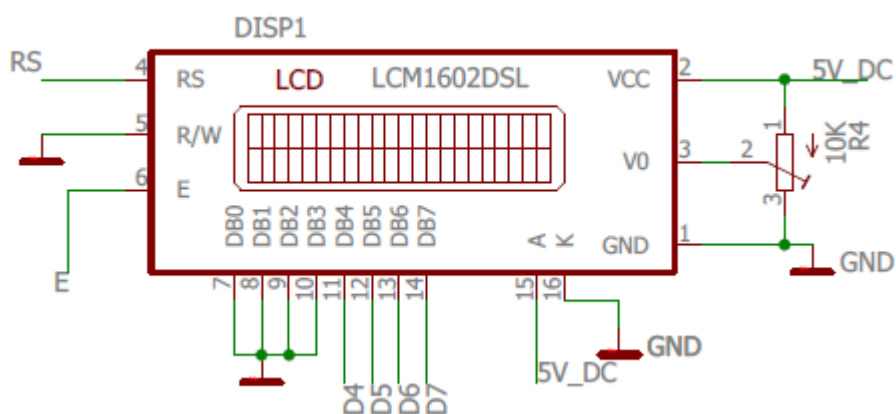 DISP1
RS 4 RS LCD LCM1602DSL VCC 2 5V_DC
5 R/W V0 3 2 1 3 10K R4
6 E
E
DB0 DB1 DB2 DB3 DB4 DB5 DB6 DB7 A K GND 1 GND
7 8 9 10 11 12 13 14 15 16
GND
D4 D5 D6 D7 5V_DC